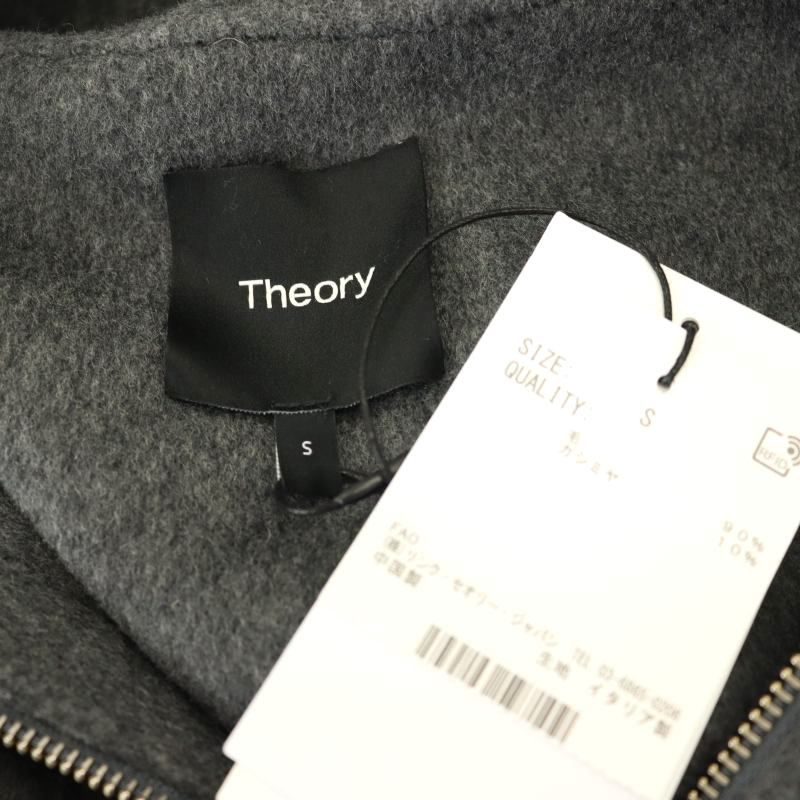 Theory
S
SIZE:
QUALITY: S
毛
カシミヤ
RFID
90%
10%
FAO
(株)リンク・セオリー・ジャパン TEL 03-6865-0206
中国製
生地 イタリア製